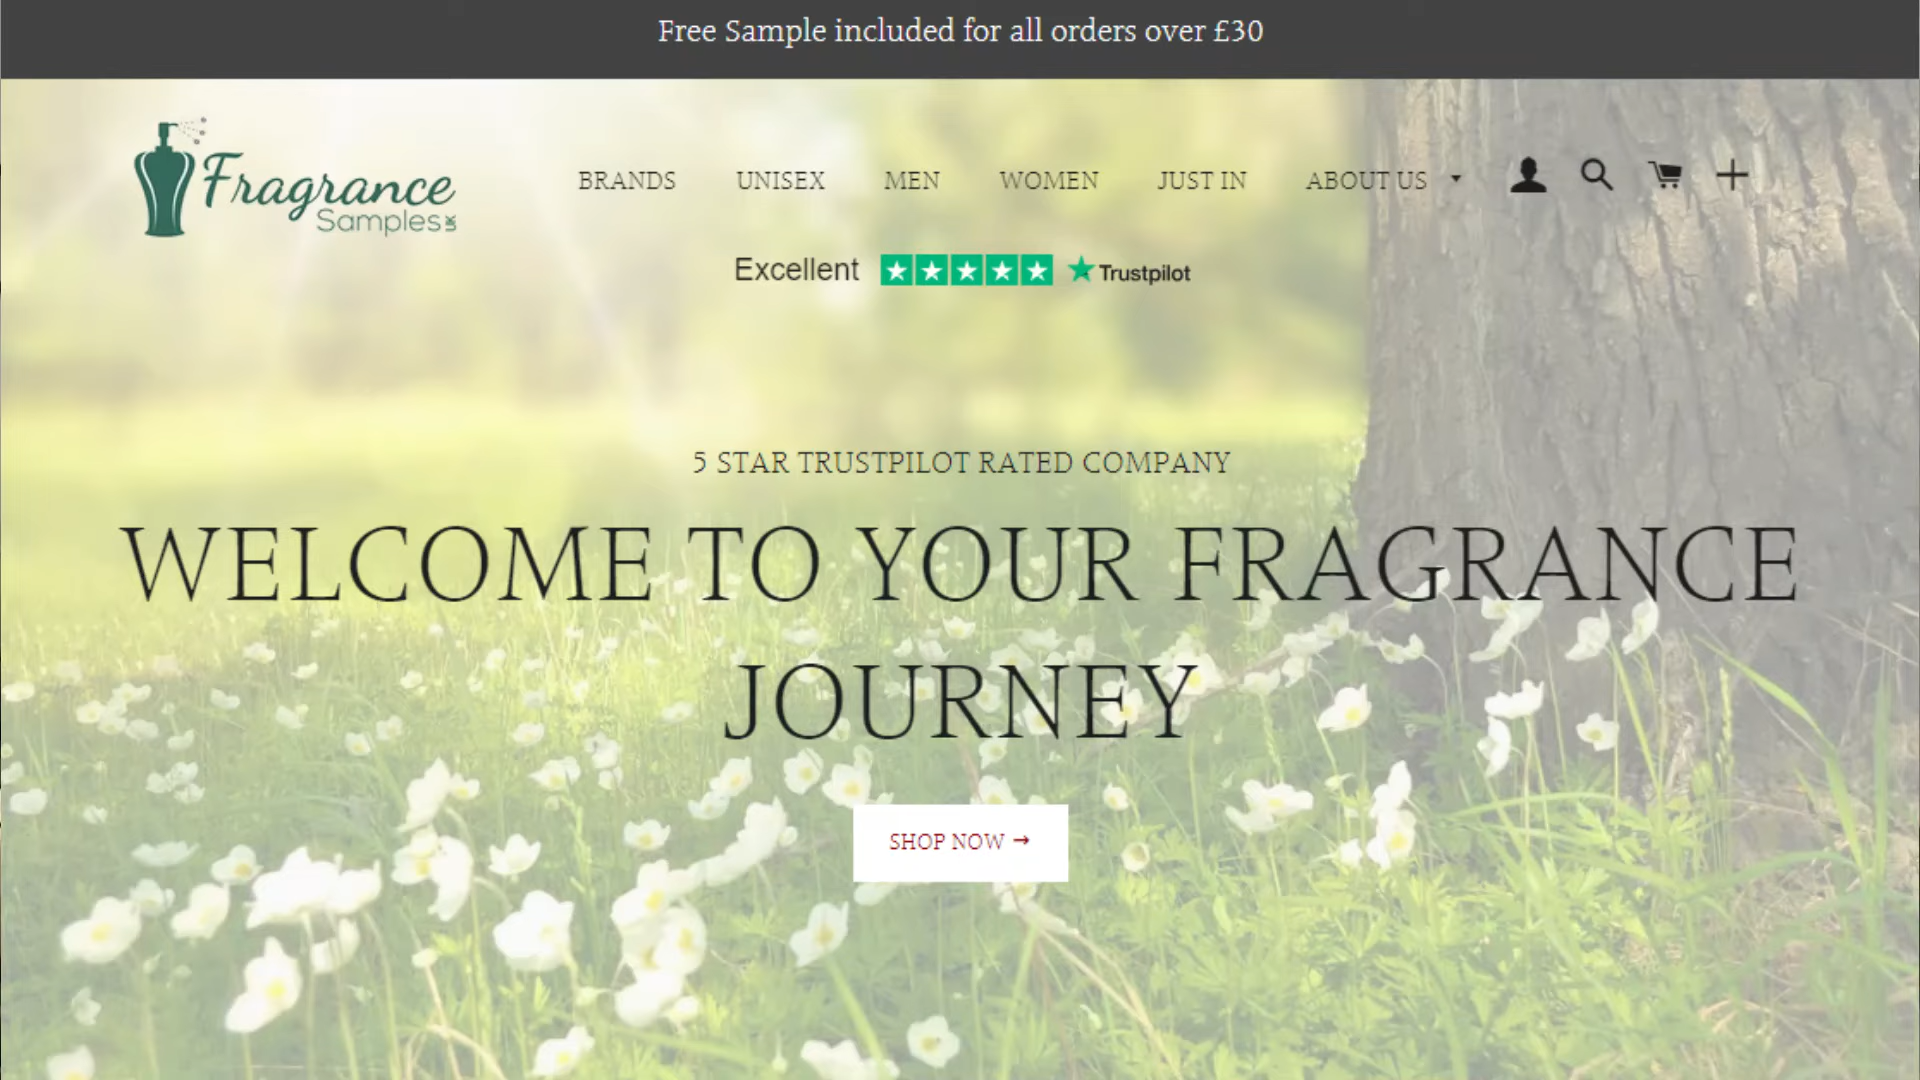 Free Sample included for all orders over £30
Fragrance
Samples UK
BRANDS UNISEX MEN WOMEN JUST IN ABOUT US
Excellent Trustpilot
5 STAR TRUSTPILOT RATED COMPANY
WELCOME TO YOUR FRAGRANCE
JOURNEY
SHOP NOW →